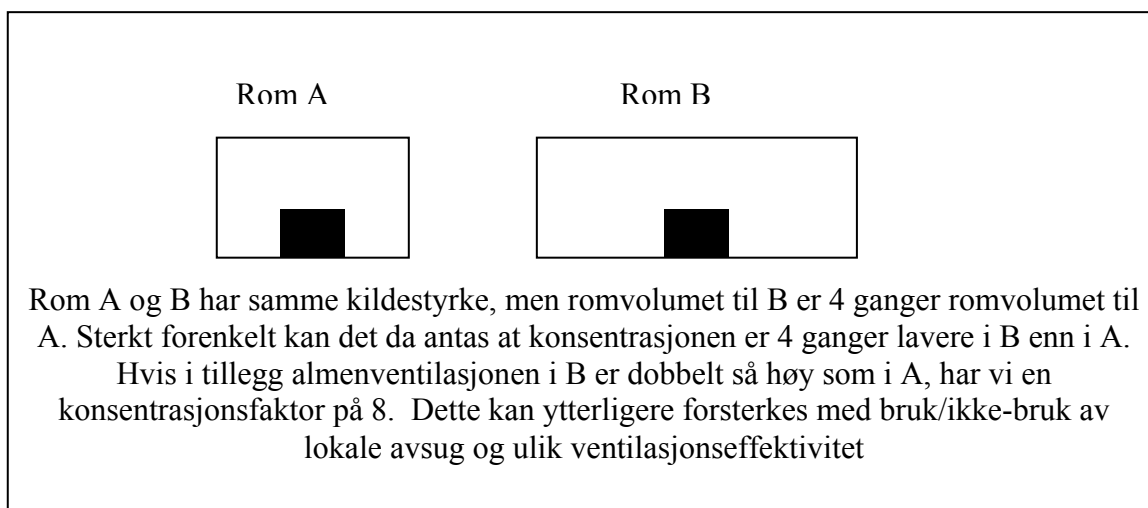 Rom A Rom B
Rom A og B har samme kildestyrke, men romvolumet til B er 4 ganger romvolumet til
A. Sterkt forenklet kan det da antas at konsentrasjonen er 4 ganger lavere i B enn i A.
Hvis i tillegg almenventilasjonen i B er dobbelt så høy som i A, har vi en
konsentrasjonsfaktor på 8.  Dette kan ytterligere forsterkes med bruk/ikke-bruk av
lokale avsug og ulik ventilasjonseffektivitet